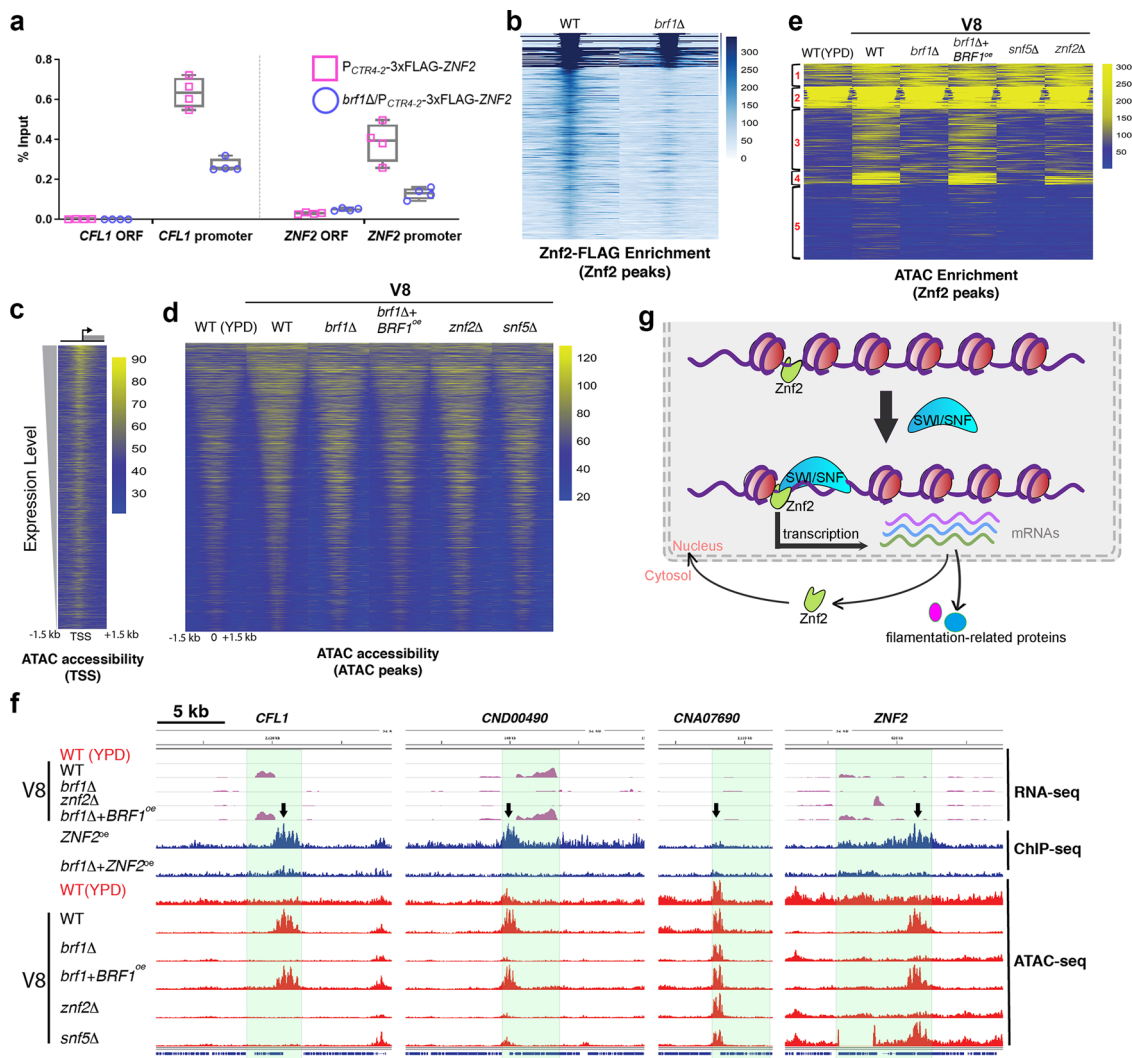 a
% Input
0.8
0.6
0.4
0.2
0.0
P_CTR4-2-3xFLAG-ZNF2
brf1Δ/P_CTR4-2-3xFLAG-ZNF2
CFL1 ORF
CFL1 promoter
ZNF2 ORF
ZNF2 promoter
b
WT
brf1Δ
300
250
200
150
100
50
0
Znf2-FLAG Enrichment
(Znf2 peaks)
e
V8
WT(YPD)
WT
brf1Δ
brf1Δ+
BRF1oe
snf5Δ
znf2Δ
1
2
3
4
5
300
250
200
150
100
50
ATAC Enrichment
(Znf2 peaks)
c
Expression Level
90
80
70
60
50
40
30
-1.5 kb
TSS
+1.5 kb
ATAC accessibility
(TSS)
d
V8
WT (YPD)
WT
brf1Δ
brf1Δ+
BRF1oe
znf2Δ
snf5Δ
120
100
80
60
40
20
-1.5 kb
0
+1.5 kb
ATAC accessibility
(ATAC peaks)
g
Znf2
SWI/SNF
SWI/SNF
Znf2
transcription
mRNAs
Nucleus
Cytosol
Znf2
filamentation-related proteins
f
5 kb
CFL1
CND00490
CNA07690
ZNF2
WT (YPD)
V8
WT
brf1Δ
znf2Δ
brf1Δ+BRF1oe
RNA-seq
ZNF2oe
brf1Δ+ZNF2oe
ChIP-seq
WT(YPD)
V8
WT
brf1Δ
brf1+BRF1oe
znf2Δ
snf5Δ
ATAC-seq